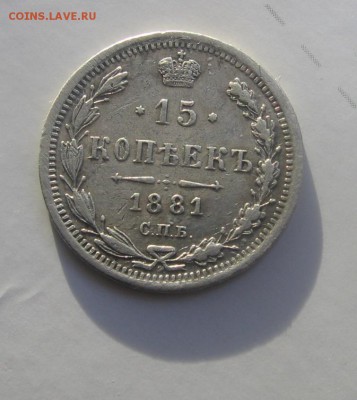 COINS.LAVE.RU
* 15 *
КОПѢЕКЪ
1881
С.П.Б.